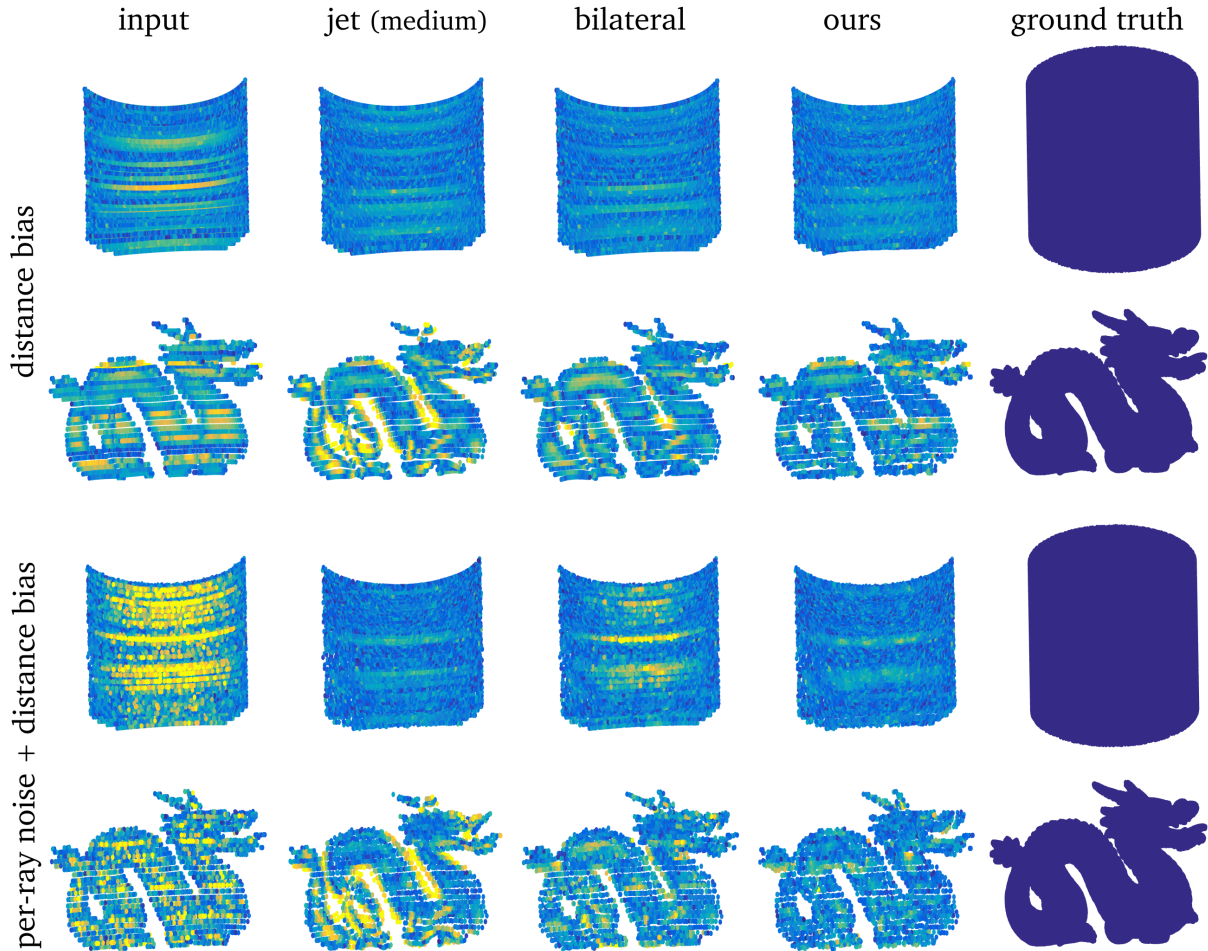 input
jet (medium)
bilateral
ours
ground truth
distance bias
per-ray noise + distance bias